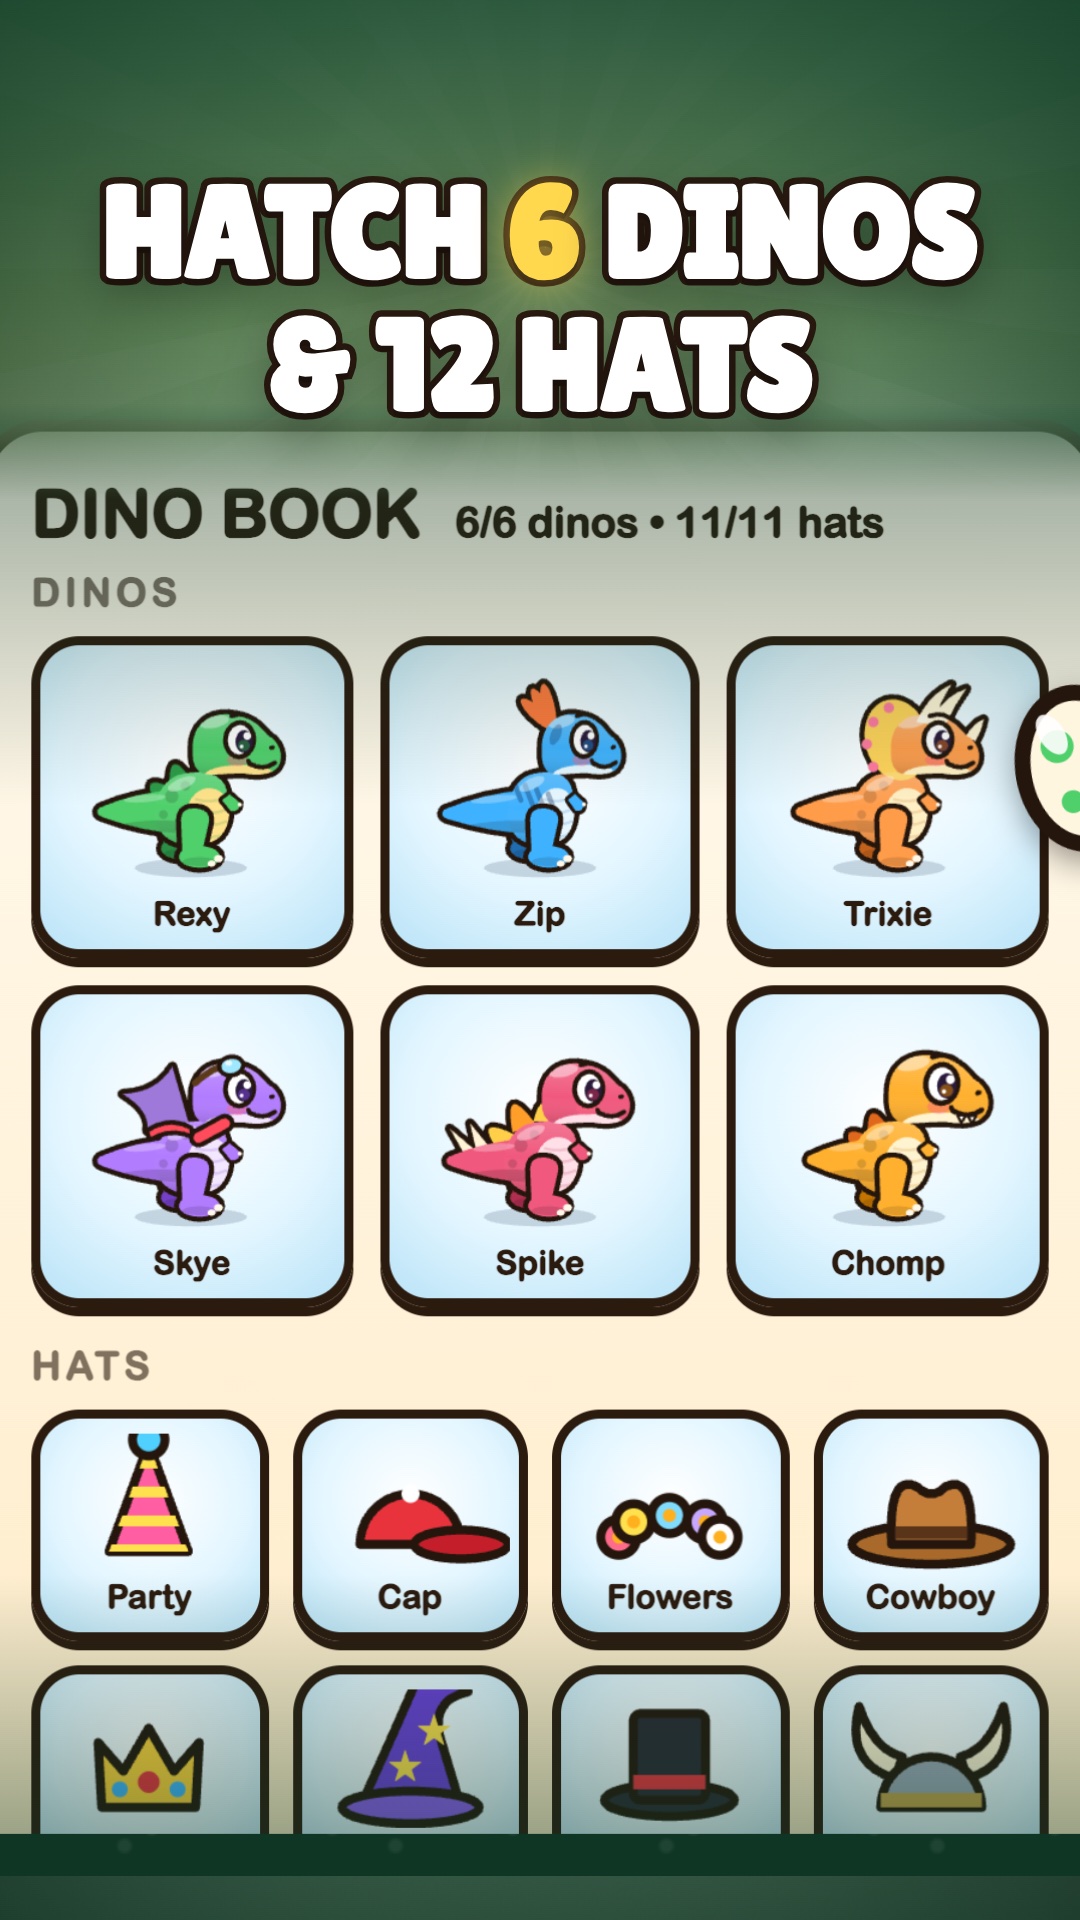 HATCH 6 DINOS
& 12 HATS
DINO BOOK 6/6 dinos • 11/11 hats
DINOS
Rexy Zip Trixie
Skye Spike Chomp
HATS
Party Cap Flowers Cowboy